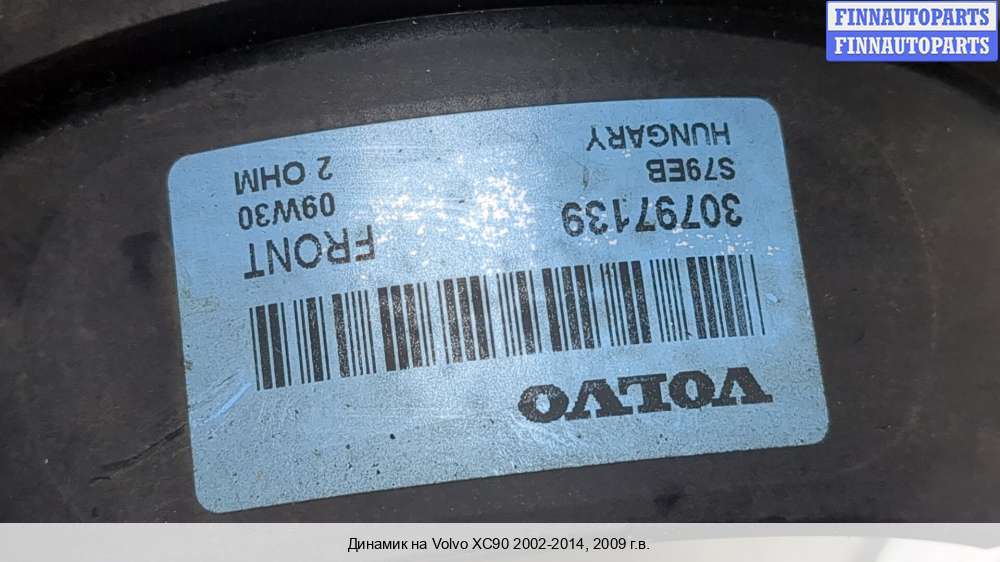 FINNAUTOPARTS
FINNAUTOPARTS
VOLVO
30797139 FRONT
S79EB 09W30
HUNGARY 2 OHM
Динамик на Volvo XC90 2002-2014, 2009 г.в.